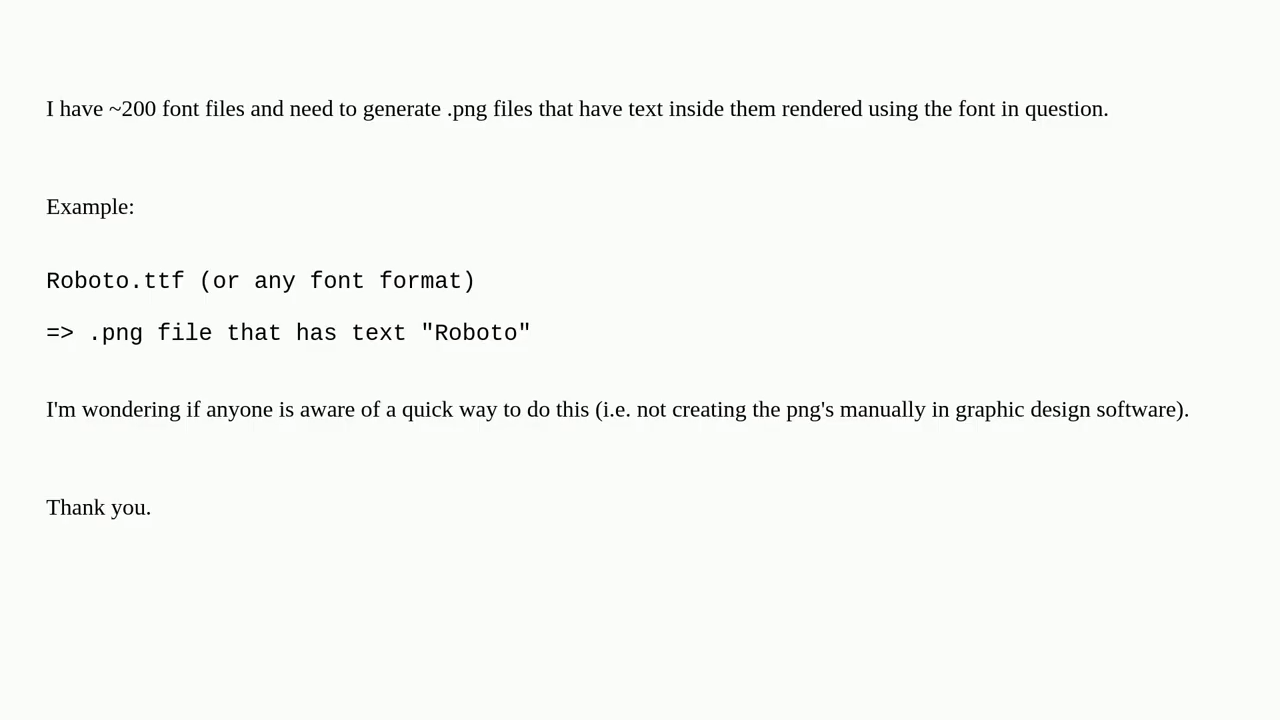 I have ~200 font files and need to generate .png files that have text inside them rendered using the font in question.
Example:
Roboto.ttf (or any font format)
=> .png file that has text "Roboto"
I'm wondering if anyone is aware of a quick way to do this (i.e. not creating the png's manually in graphic design software).
Thank you.